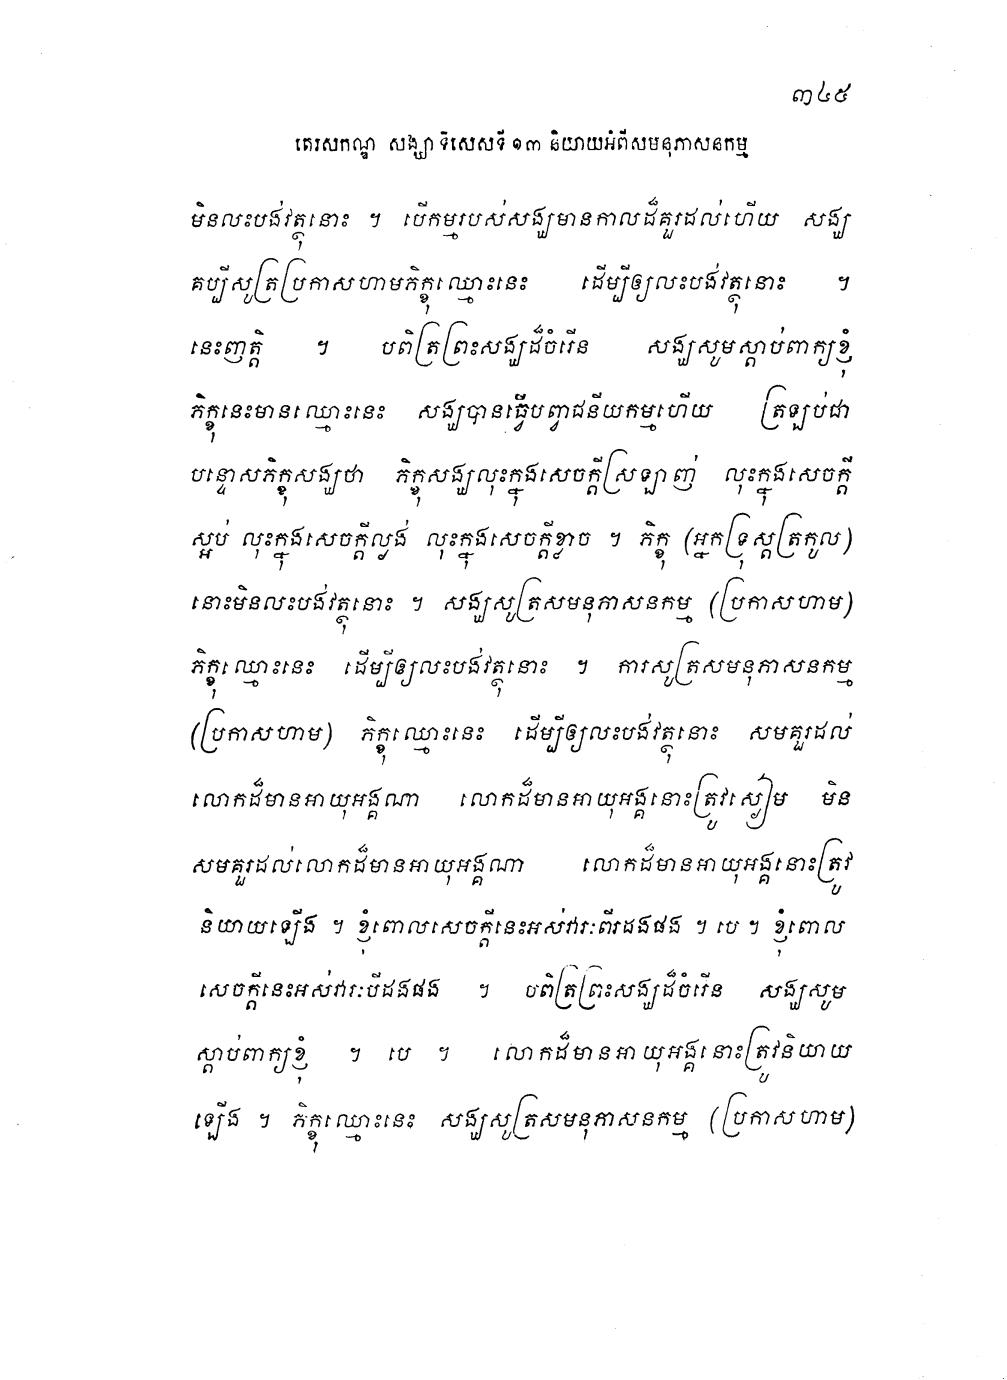 ៣៤៥
តេរសកណ្ឌ សង្ឃាទិសេសទី ១៣ និយាយអំពីសមនុភាសនកម្ម
មិនលះបង់វត្ថុនោះ ។ បើកម្មរបស់សង្ឃមានកាលដ៏គួរដល់ហើយ សង្ឃ
គប្បីសូត្រប្រកាសហាមភិក្ខុឈ្មោះនេះ ដើម្បីឲ្យលះបង់វត្ថុនោះ ។
នេះញត្តិ ។ បពិត្រព្រះសង្ឃដ៏ចំរើន សង្ឃសូមស្តាប់ពាក្យខ្ញុំ
ភិក្ខុនេះមានឈ្មោះនេះ សង្ឃបានធ្វើបញ្វជនីយកម្មហើយ ត្រឡប់ជា
បន្ទោសភិក្ខុសង្ឃថា ភិក្ខុសង្ឃលុះក្នុងសេចក្តីស្រឡាញ់ លុះក្នុងសេចក្តី
ស្អប់ លុះក្នុងសេចក្តីល្ងង់ លុះក្នុងសេចក្តីខ្លាច ។ ភិក្ខុ (អ្នកទ្រុស្តត្រកូល)
នោះមិនលះបង់វត្ថុនោះ ។ សង្ឃសូត្រសមនុភាសនកម្ម (ប្រកាសហាម)
ភិក្ខុឈ្មោះនេះ ដើម្បីឲ្យលះបង់វត្ថុនោះ ។ ការសូត្រសមនុភាសនកម្ម
(ប្រកាសហាម) ភិក្ខុឈ្មោះនេះ ដើម្បីឲ្យលះបង់វត្ថុនោះ សមគួរដល់
លោកដ៏មានអាយុអង្គណា លោកដ៏មានអាយុអង្គនោះត្រូវស្ងៀម មិន
សមគួរដល់លោកដ៏មានអាយុអង្គណា លោកដ៏មានអាយុអង្គនោះត្រូវ
និយាយឡើង ។ ខ្ញុំពោលសេចក្តីនេះអស់វារៈពីរដងផង ។ បេ ។ ខ្ញុំពោល
សេចក្តីនេះអស់វារៈបីដងផង ។ បពិត្រព្រះសង្ឃដ៏ចំរើន សង្ឃសូម
ស្តាប់ពាក្យខ្ញុំ ។ បេ ។ លោកដ៏មានអាយុអង្គនោះត្រូវនិយាយ
ឡើង ។ ភិក្ខុឈ្មោះនេះ សង្ឃសូត្រសមនុភាសនកម្ម (ប្រកាសហាម)